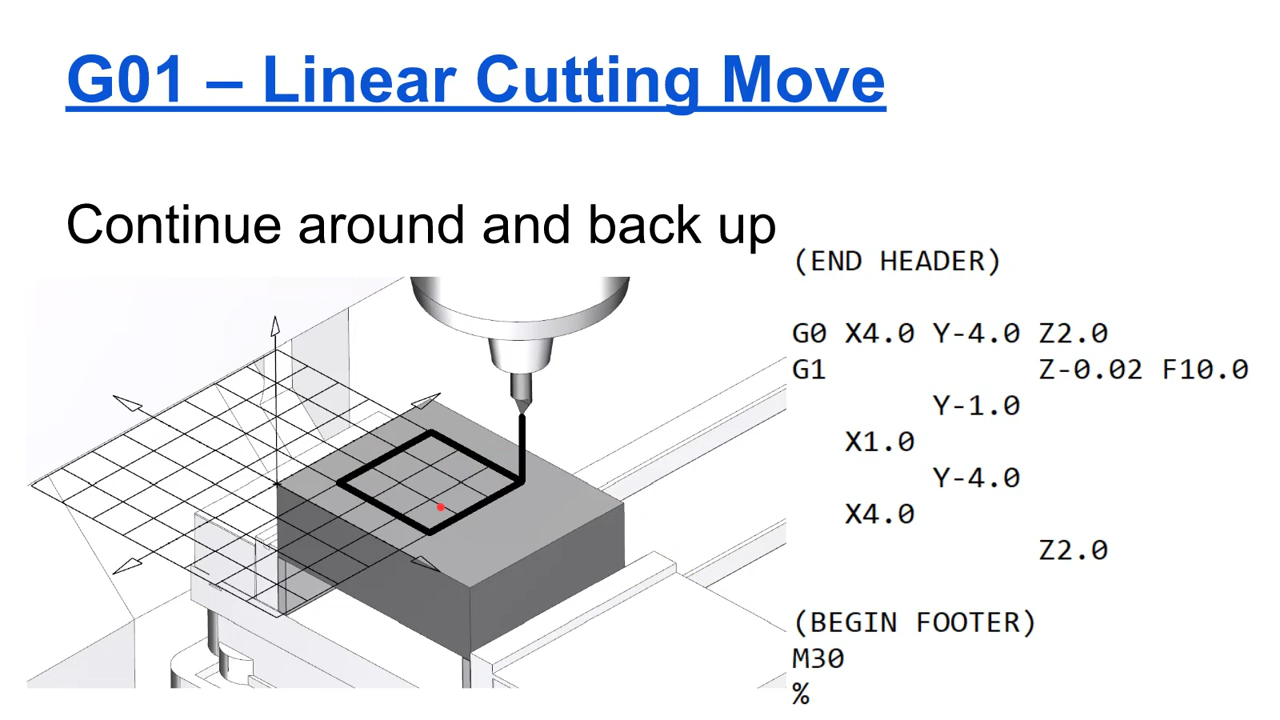 G01 – Linear Cutting Move
Continue around and back up
(END HEADER)
G0 X4.0 Y-4.0 Z2.0
G1 Z-0.02 F10.0
Y-1.0
X1.0
Y-4.0
X4.0
Z2.0
(BEGIN FOOTER)
M30
%